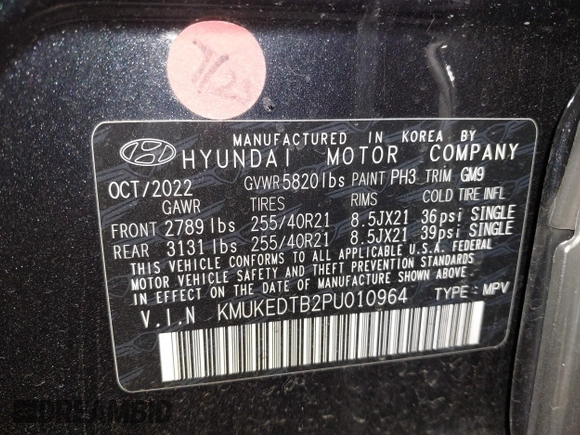 7/2
MANUFACTURED IN KOREA BY
HYUNDAI MOTOR COMPANY
OCT/2022 GVWR 5820lbs PAINT PH3 TRIM GM9
GAWR TIRES RIMS COLD TIRE INFL
FRONT 2789 lbs 255/40R21 8.5JX21 36psi SINGLE
REAR 3131 lbs 255/40R21 8.5JX21 39psi SINGLE
THIS VEHICLE CONFORMS TO ALL APPLICABLE U.S.A. FEDERAL
MOTOR VEHICLE SAFETY AND THEFT PREVENTION STANDARDS
IN EFFECT ON THE DATE OF MANUFACTURE SHOWN ABOVE.
V.I.N KMUKEDTB2PU010964 TYPE : MPV
DREAMBID